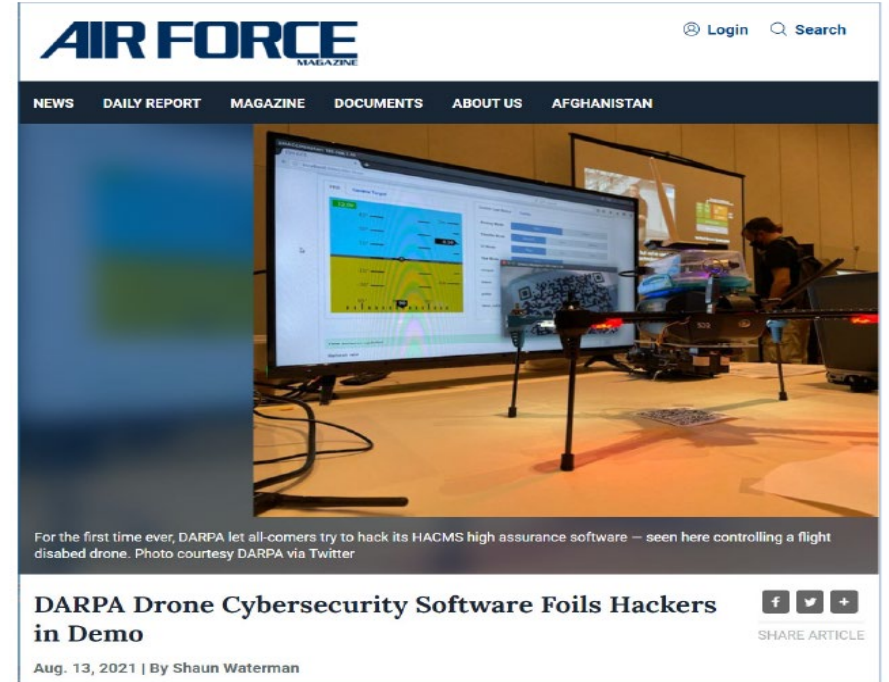 AIR FORCE
MAGAZINE
Login Search
NEWS DAILY REPORT MAGAZINE DOCUMENTS ABOUT US AFGHANISTAN
For the first time ever, DARPA let all-comers try to hack its HACMS high assurance software — seen here controlling a flight
disabed drone. Photo courtesy DARPA via Twitter
DARPA Drone Cybersecurity Software Foils Hackers
in Demo
f +
SHARE ARTICLE
Aug. 13, 2021 | By Shaun Waterman